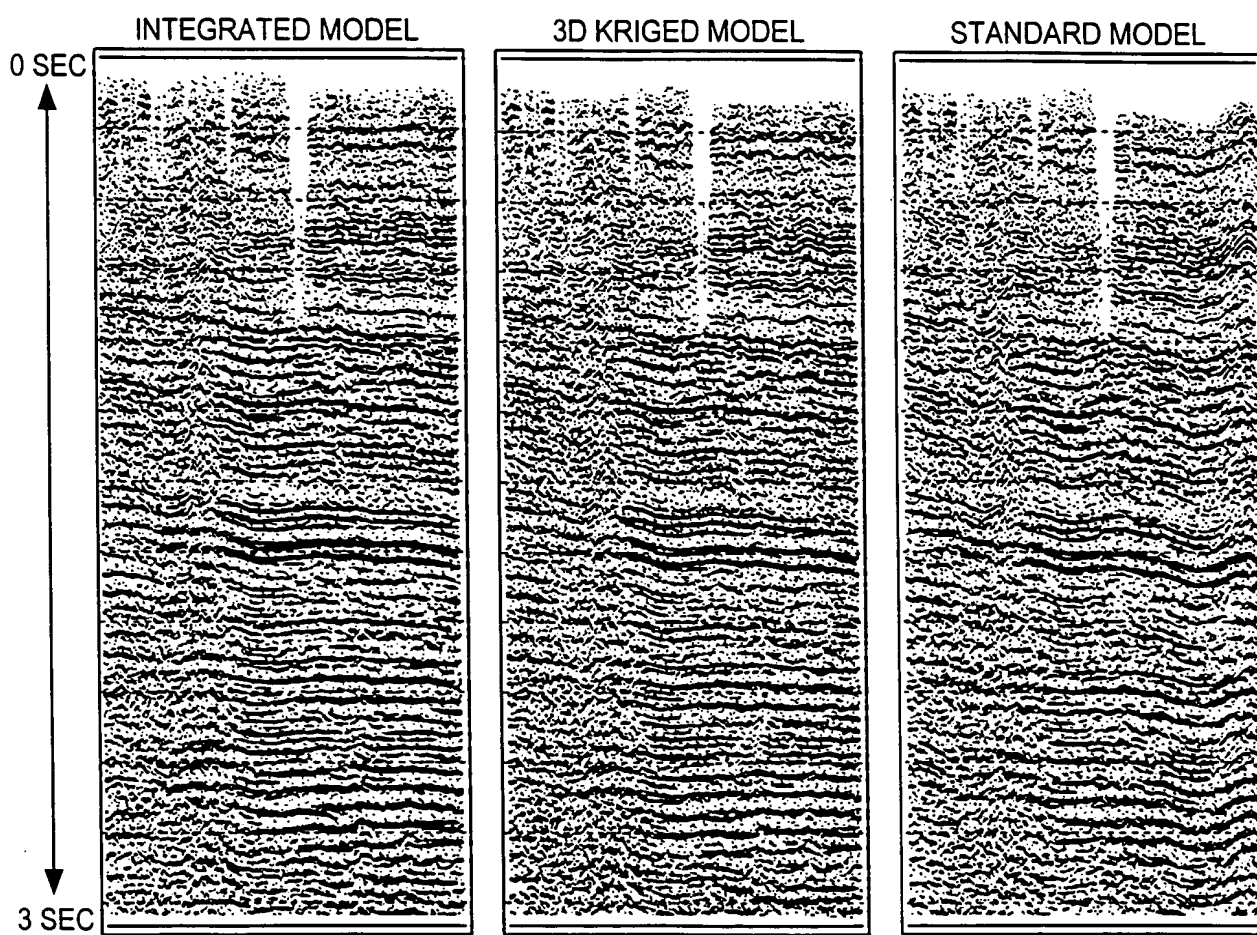 INTEGRATED MODEL
3D KRIGED MODEL
STANDARD MODEL
0 SEC
3 SEC